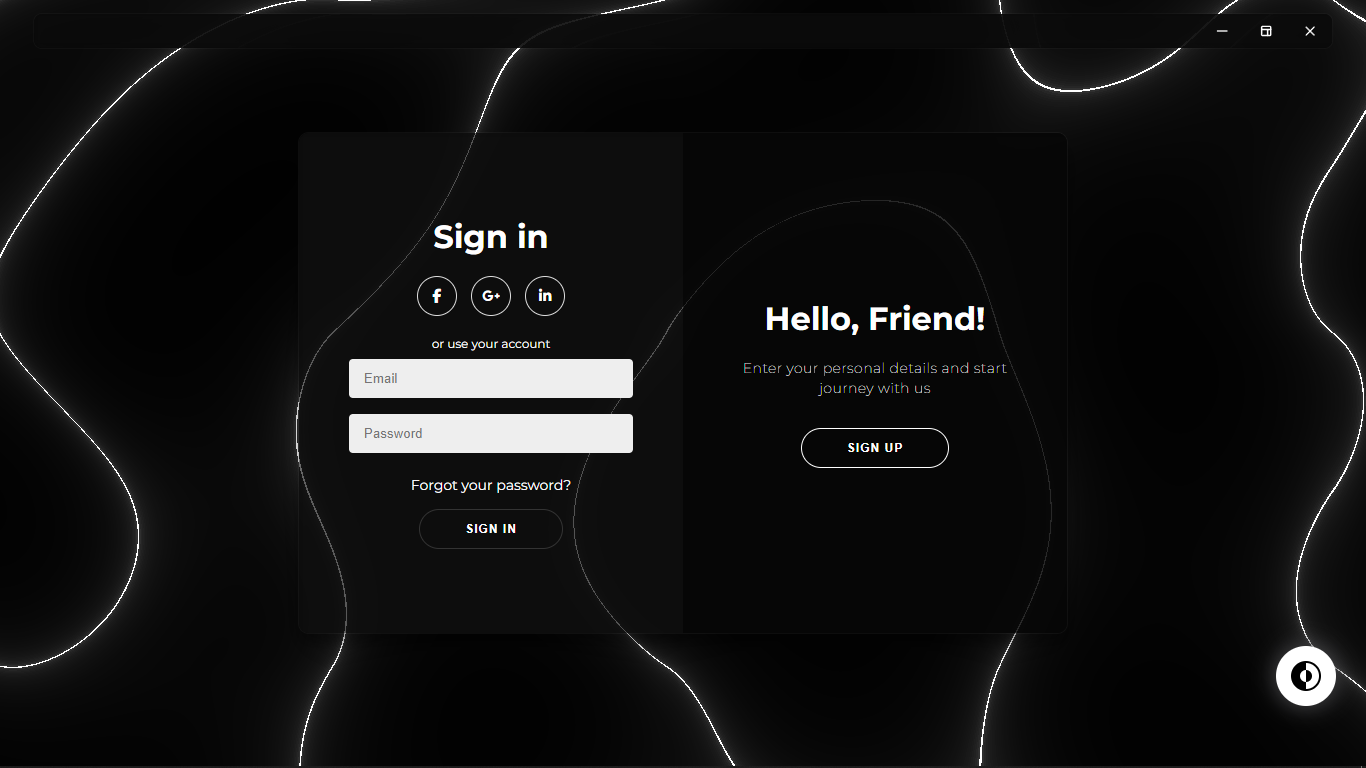 Sign in
f
G+
in
or use your account
Email
Password
Forgot your password?
SIGN IN
Hello, Friend!
Enter your personal details and start
journey with us
SIGN UP